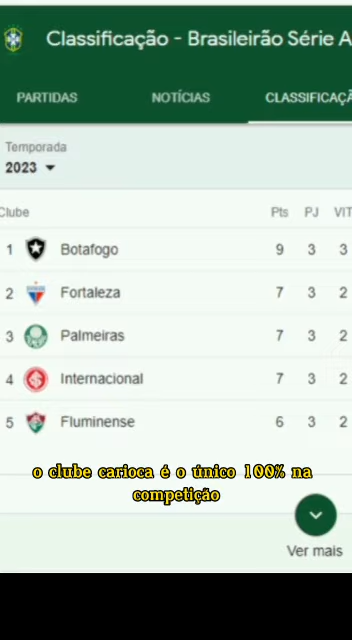 Classificação - Brasileirão Série A
PARTIDAS NOTÍCIAS CLASSIFICAÇÃ
Temporada
2023
Clube Pts PJ VIT
1 Botafogo 9 3 3
2 Fortaleza 7 3 2
3 Palmeiras 7 3 2
4 Internacional 7 3 2
5 Fluminense 6 3 2
o clube carioca é o único 100% na
competição
Ver mais